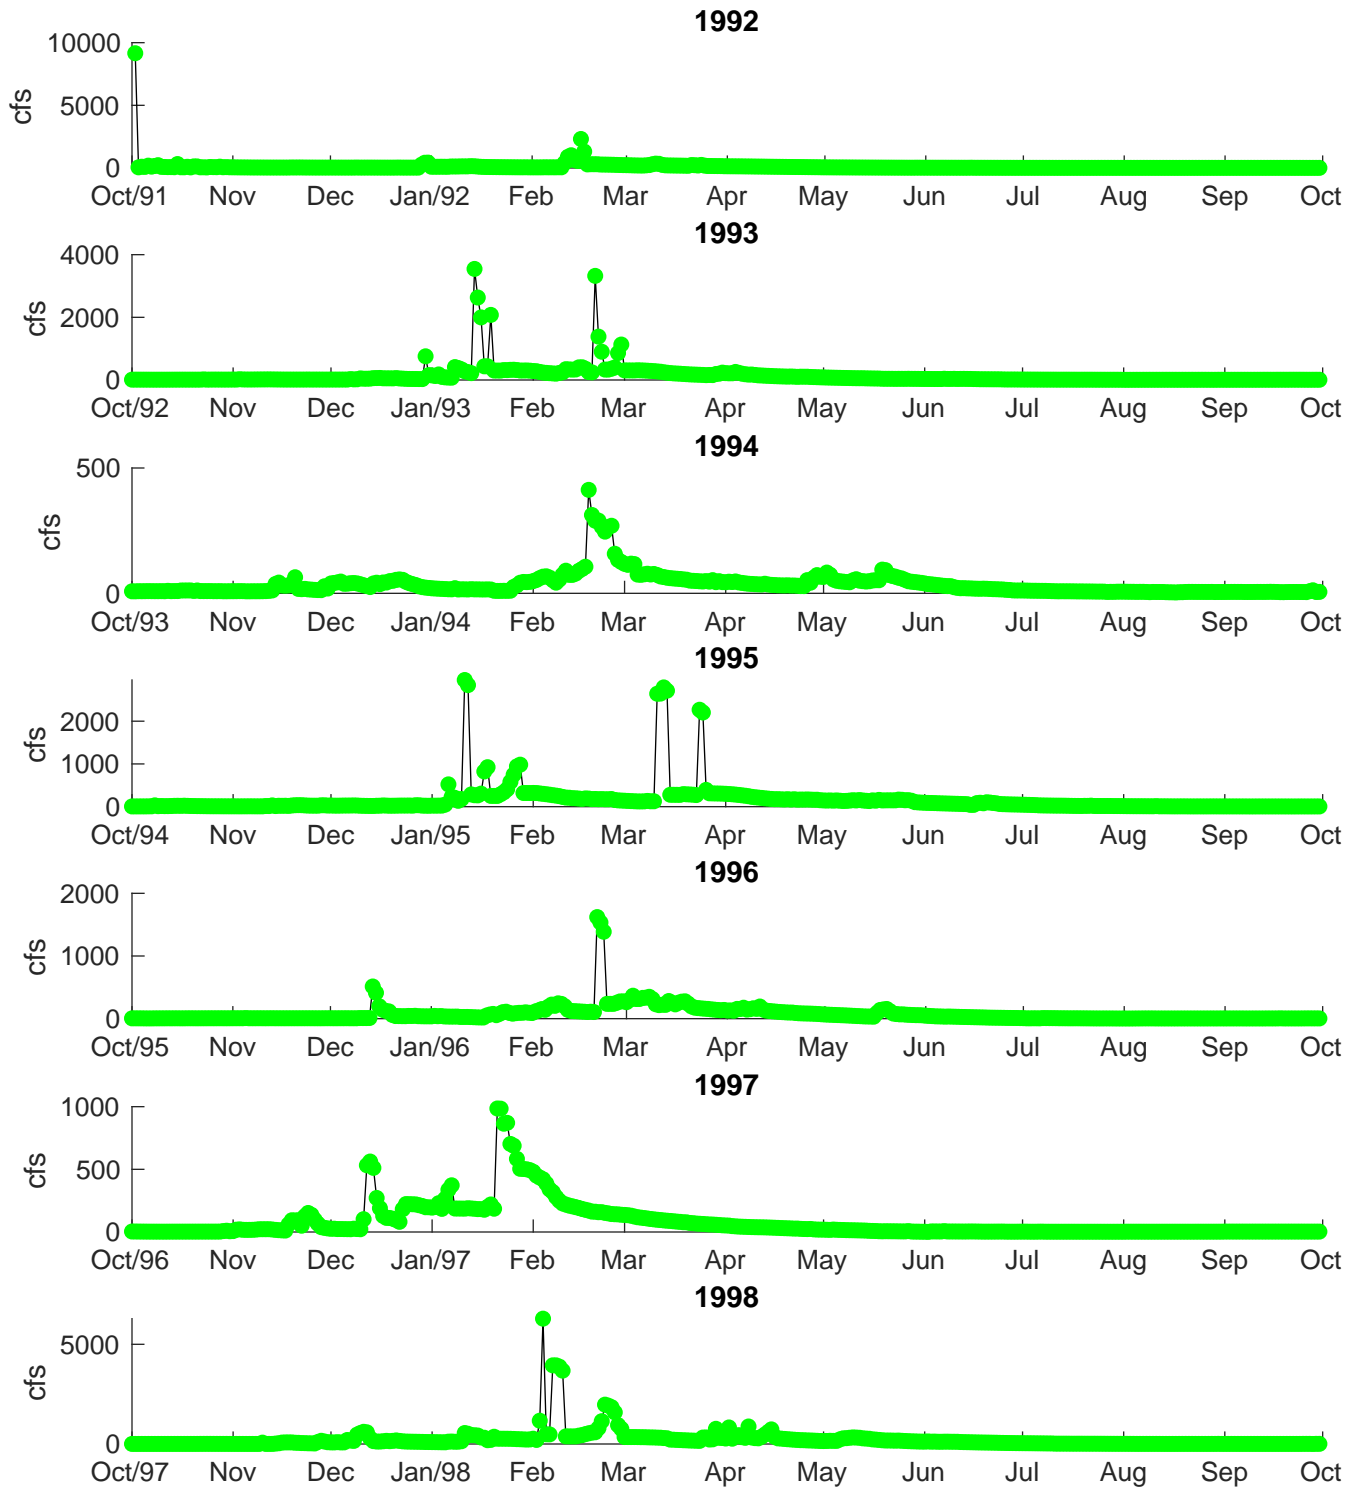 1992
10000
5000
0
cfs
Oct/91 Nov Dec Jan/92 Feb Mar Apr May Jun Jul Aug Sep Oct
1993
4000
2000
0
cfs
Oct/92 Nov Dec Jan/93 Feb Mar Apr May Jun Jul Aug Sep Oct
1994
500
0
cfs
Oct/93 Nov Dec Jan/94 Feb Mar Apr May Jun Jul Aug Sep Oct
1995
2000
1000
0
cfs
Oct/94 Nov Dec Jan/95 Feb Mar Apr May Jun Jul Aug Sep Oct
1996
2000
1000
0
cfs
Oct/95 Nov Dec Jan/96 Feb Mar Apr May Jun Jul Aug Sep Oct
1997
1000
500
0
cfs
Oct/96 Nov Dec Jan/97 Feb Mar Apr May Jun Jul Aug Sep Oct
1998
5000
0
cfs
Oct/97 Nov Dec Jan/98 Feb Mar Apr May Jun Jul Aug Sep Oct